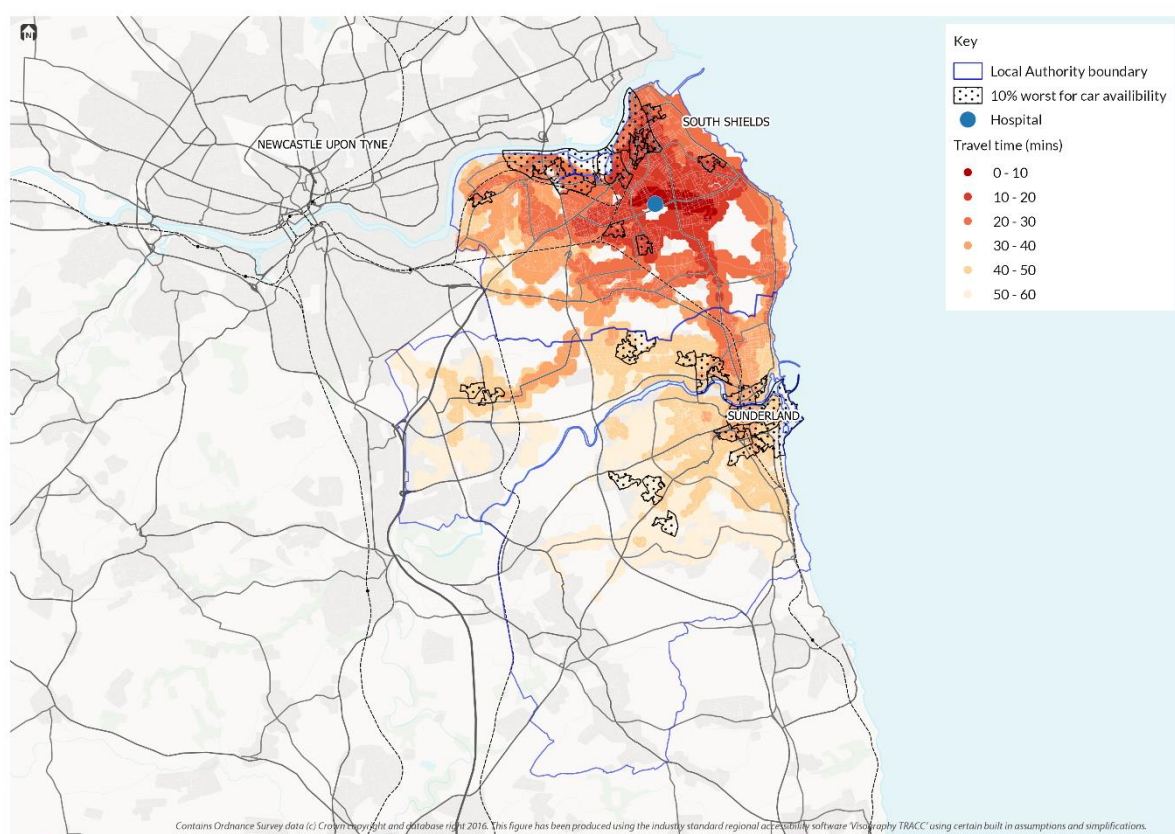 N
NEWCASTLE UPON TYNE
SOUTH SHIELDS
SUNDERLAND
Key
Local Authority boundary
10% worst for car availibility
Hospital
Travel time (mins)
0 - 10
10 - 20
20 - 30
30 - 40
40 - 50
50 - 60
Contains Ordnance Survey data (c) Crown copyright and database right 2016. This figure has been produced using the industry standard regional accessibility software 'Visography TRACC' using certain built in assumptions and simplifications.